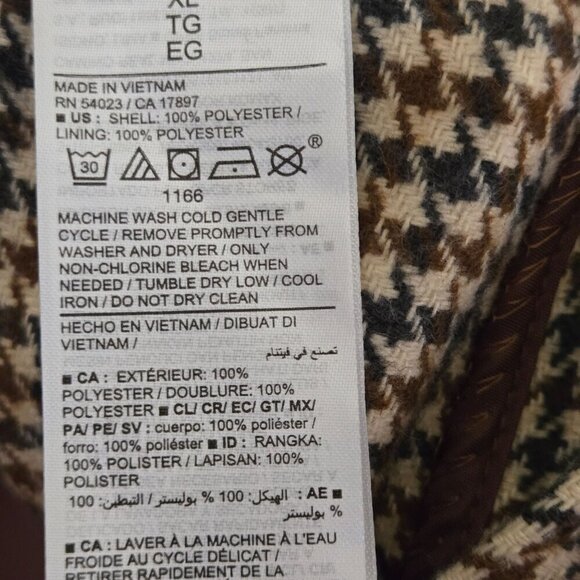 XL
TG
EG
MADE IN VIETNAM
RN 54023 / CA 17897
■ US : SHELL: 100% POLYESTER /
LINING: 100% POLYESTER
30
®
1166
MACHINE WASH COLD GENTLE
CYCLE / REMOVE PROMPTLY FROM
WASHER AND DRYER / ONLY
NON-CHLORINE BLEACH WHEN
NEEDED / TUMBLE DRY LOW / COOL
IRON / DO NOT DRY CLEAN
HECHO EN VIETNAM / DIBUAT DI
VIETNAM /
تصنع في فيتنام
■ CA : EXTÉRIEUR: 100%
POLYESTER / DOUBLURE: 100%
POLYESTER ■ CL/ CR/ EC/ GT/ MX/
PA/ PE/ SV : cuerpo: 100% poliéster /
forro: 100% poliéster ■ ID : RANGKA:
100% POLISTER / LAPISAN: 100%
POLISTER
■ AE : الهيكل: 100 % بوليستر / التبطين: 100
% بوليستر/
■ CA : LAVER À LA MACHINE À L'EAU
FROIDE AU CYCLE DÉLICAT /
RETIRER RAPIDEMENT DE LA